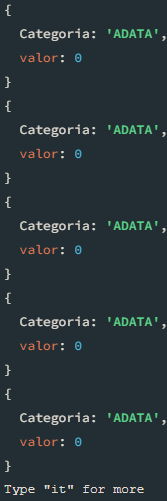 {
  Categoria: 'ADATA',
  valor: 0
}
{
  Categoria: 'ADATA',
  valor: 0
}
{
  Categoria: 'ADATA',
  valor: 0
}
{
  Categoria: 'ADATA',
  valor: 0
}
{
  Categoria: 'ADATA',
  valor: 0
}
Type "it" for more